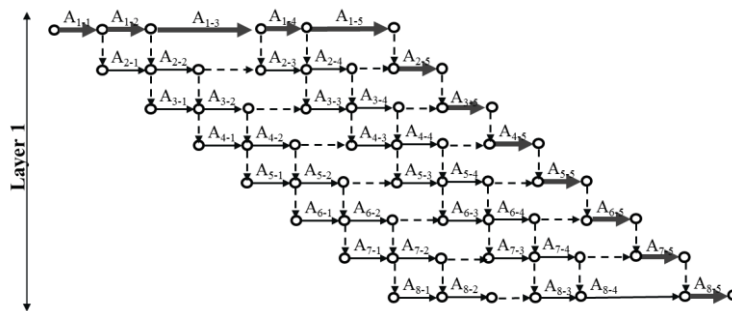 A1-1 A1-2 A1-3 A1-4 A1-5
A2-1 A2-2 A2-3 A2-4 A2-5
A3-1 A3-2 A3-3 A3-4 A3-5
A4-1 A4-2 A4-3 A4-4 A4-5
A5-1 A5-2 A5-3 A5-4 A5-5
A6-1 A6-2 A6-3 A6-4 A6-5
A7-1 A7-2 A7-3 A7-4 A7-5
A8-1 A8-2 A8-3 A8-4 A8-5
Layer 1